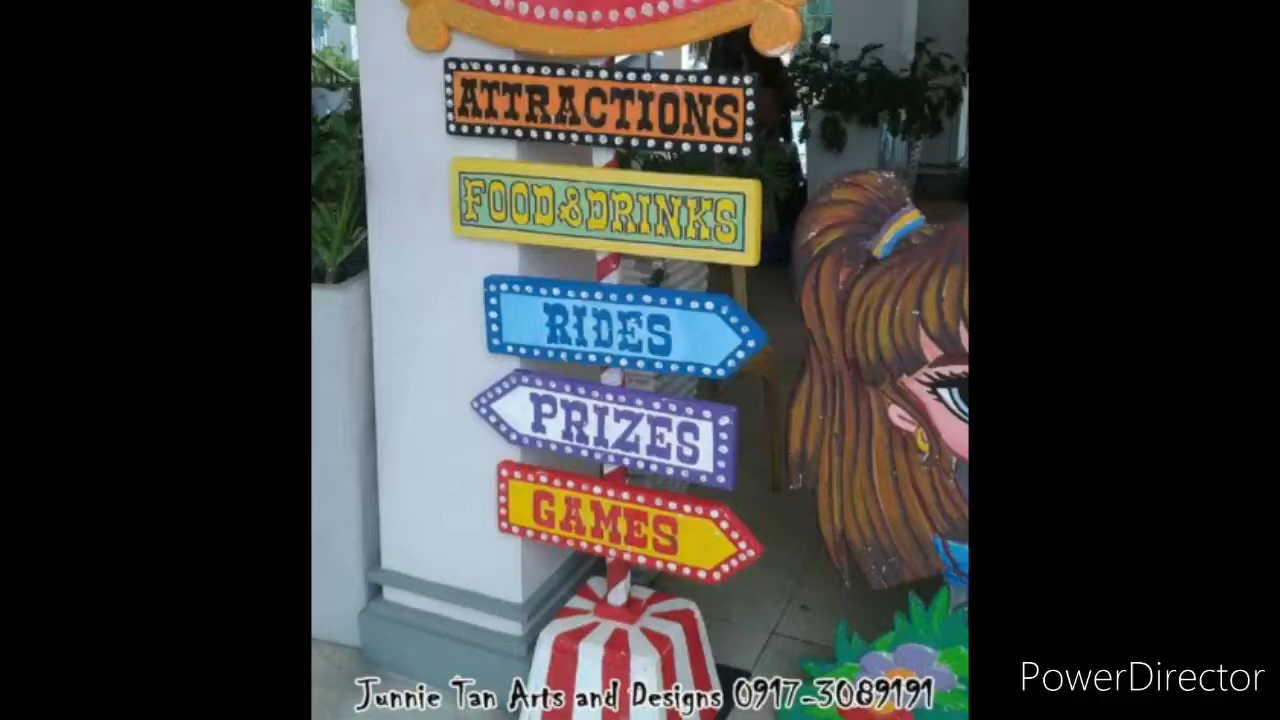 ATTRACTIONS
FOOD&DRINKS
RIDES
PRIZES
GAMES
Junnie Tan Arts and Designs 0917-3089191
PowerDirector